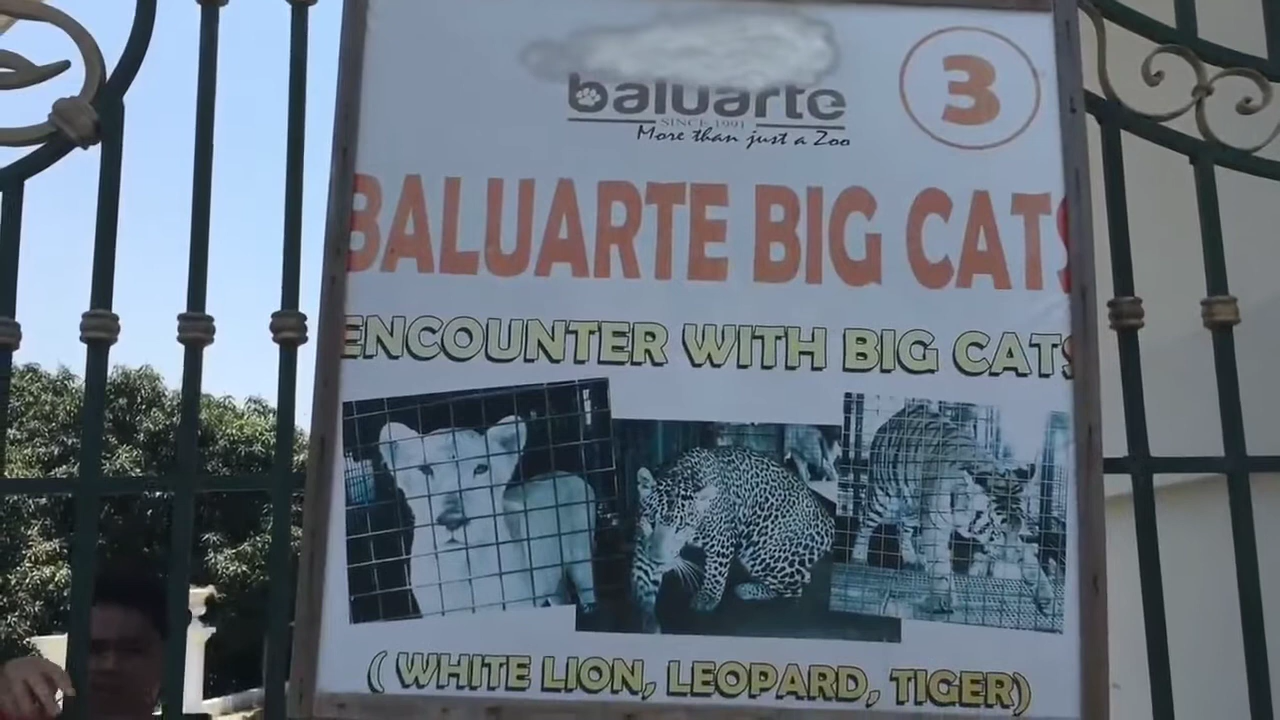 baluarte
SINCE 1991
More than just a Zoo
3
BALUARTE BIG CATS
ENCOUNTER WITH BIG CATS
( WHITE LION, LEOPARD, TIGER)